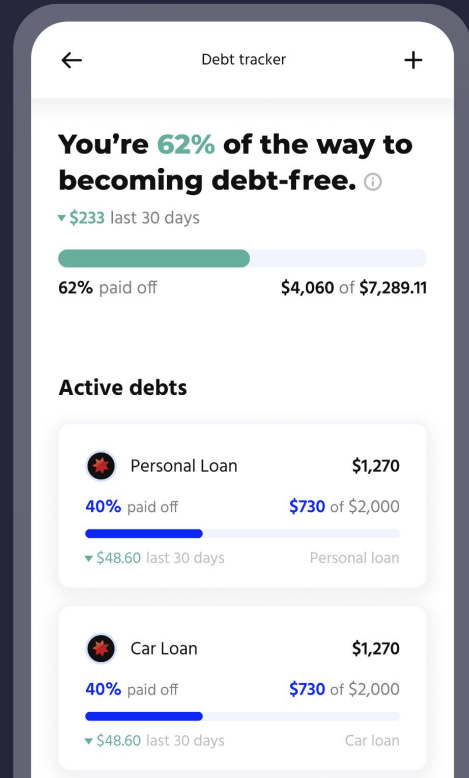 Debt tracker
You're 62% of the way to
becoming debt-free.
$233 last 30 days
62% paid off $4,060 of $7,289.11
Active debts
Personal Loan $1,270
40% paid off $730 of $2,000
$48.60 last 30 days Personal loan
Car Loan $1,270
40% paid off $730 of $2,000
$48.60 last 30 days Car loan